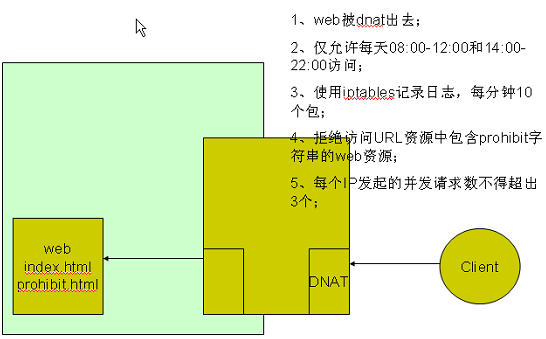 1、web被dnat出去；
2、仅允许每天08:00-12:00和14:00-
22:00访问；
3、使用iptables记录日志，每分钟10
个包；
4、拒绝访问URL资源中包含prohibit字
符串的web资源；
5、每个IP发起的并发请求数不得超出
3个；
web
index.html
prohibit.html
DNAT
Client